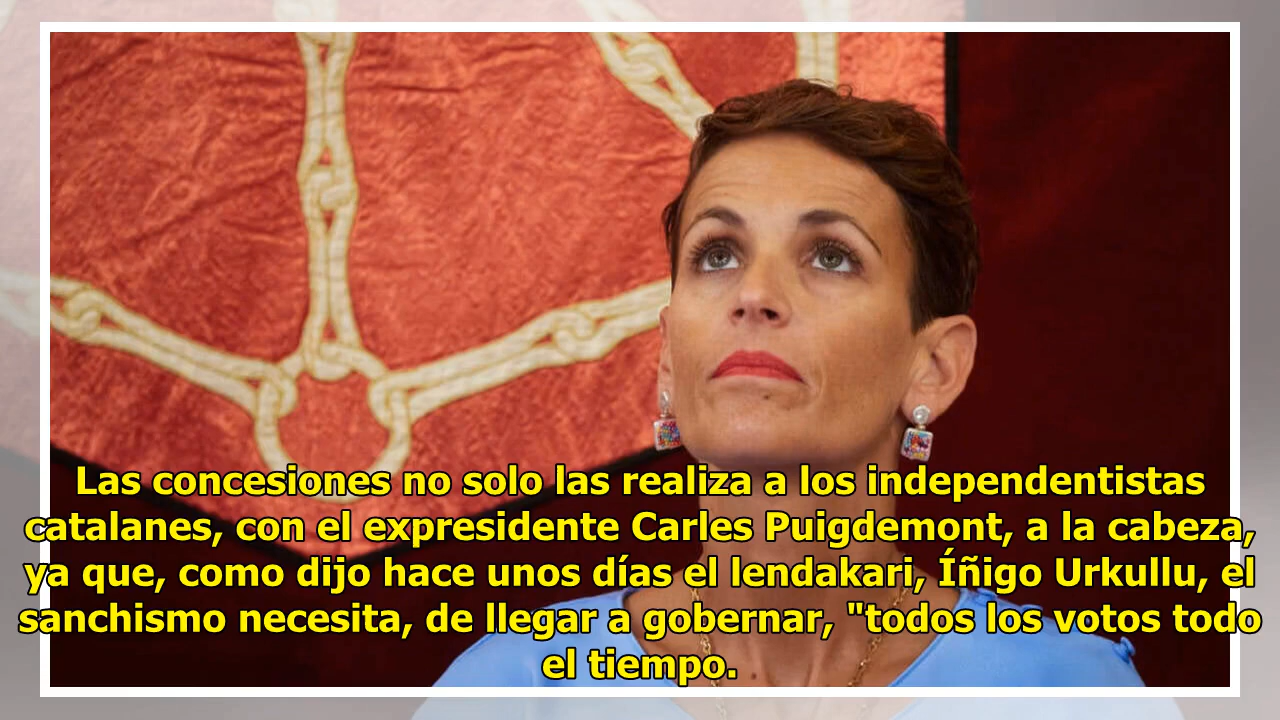 Las concesiones no solo las realiza a los independentistas
catalanes, con el expresidente Carles Puigdemont, a la cabeza,
ya que, como dijo hace unos días el lendakari, Íñigo Urkullu, el
sanchismo necesita, de llegar a gobernar, "todos los votos todo
el tiempo.